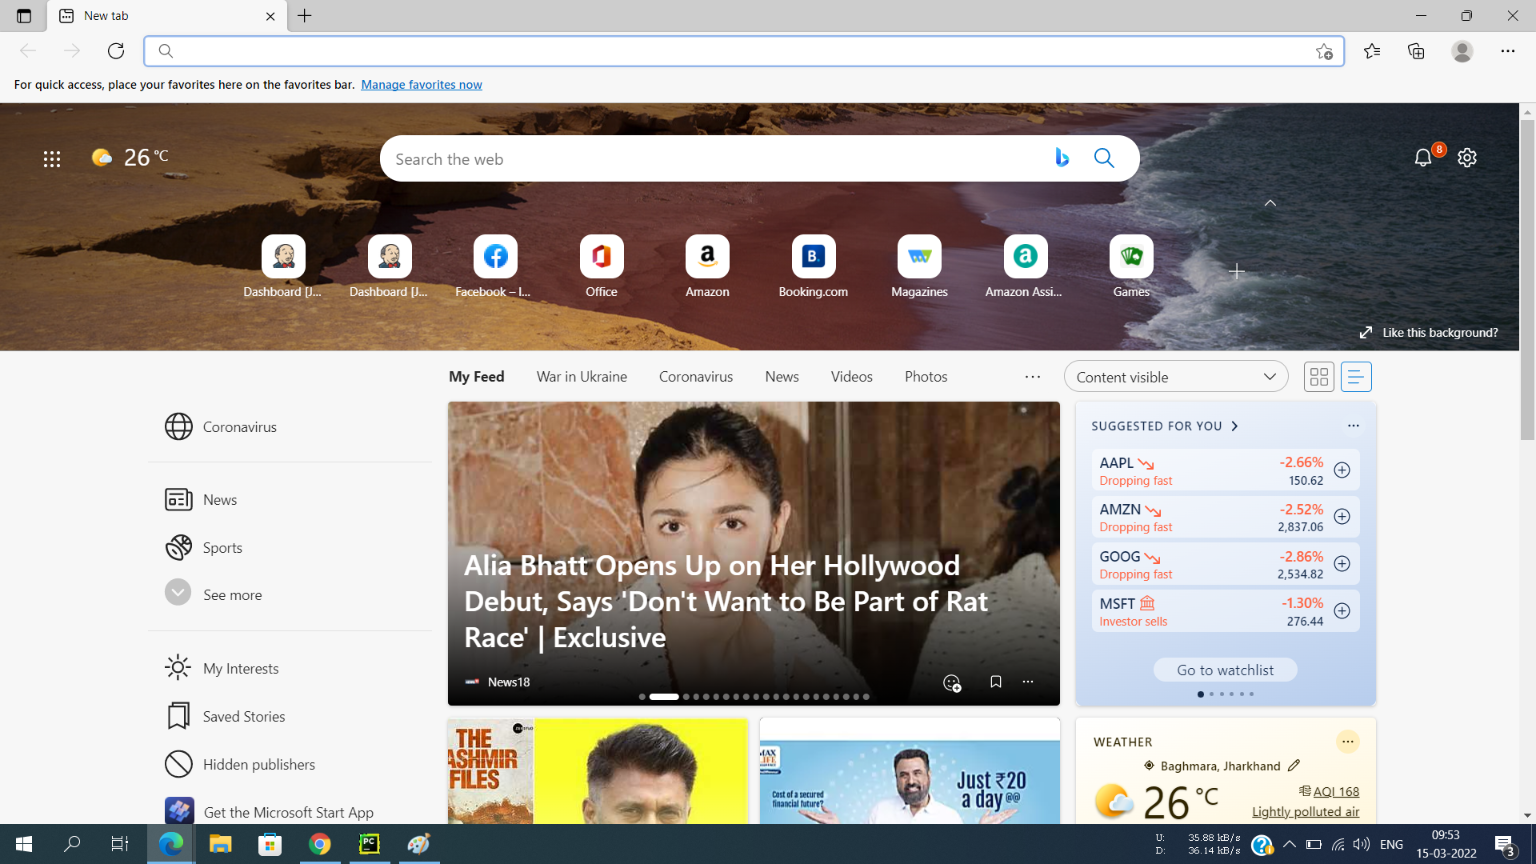 New tab
For quick access, place your favorites here on the favorites bar. Manage favorites now
26 °C
Search the web
8
Dashboard [J...
Dashboard [J...
Facebook – I...
Office
Amazon
Booking.com
Magazines
Amazon Assi...
Games
Like this background?
My Feed
War in Ukraine
Coronavirus
News
Videos
Photos
Content visible
Coronavirus
News
Sports
See more
My Interests
Saved Stories
Hidden publishers
Get the Microsoft Start App
Alia Bhatt Opens Up on Her Hollywood
Debut, Says 'Don't Want to Be Part of Rat
Race' | Exclusive
News18
SUGGESTED FOR YOU
AAPL -2.66%
Dropping fast 150.62
AMZN -2.52%
Dropping fast 2,837.06
GOOG -2.86%
Dropping fast 2,534.82
MSFT -1.30%
Investor sells 276.44
Go to watchlist
THE
KASHMIR
FILES
MAX
LIFE
Cost of a secured
financial future?
Just ₹20
a day @@
WEATHER
Baghmara, Jharkhand
26 °C
AQI 168
Lightly polluted air
U: 35.88 kB/s
D: 36.14 kB/s
ENG
09:53
15-03-2022
3